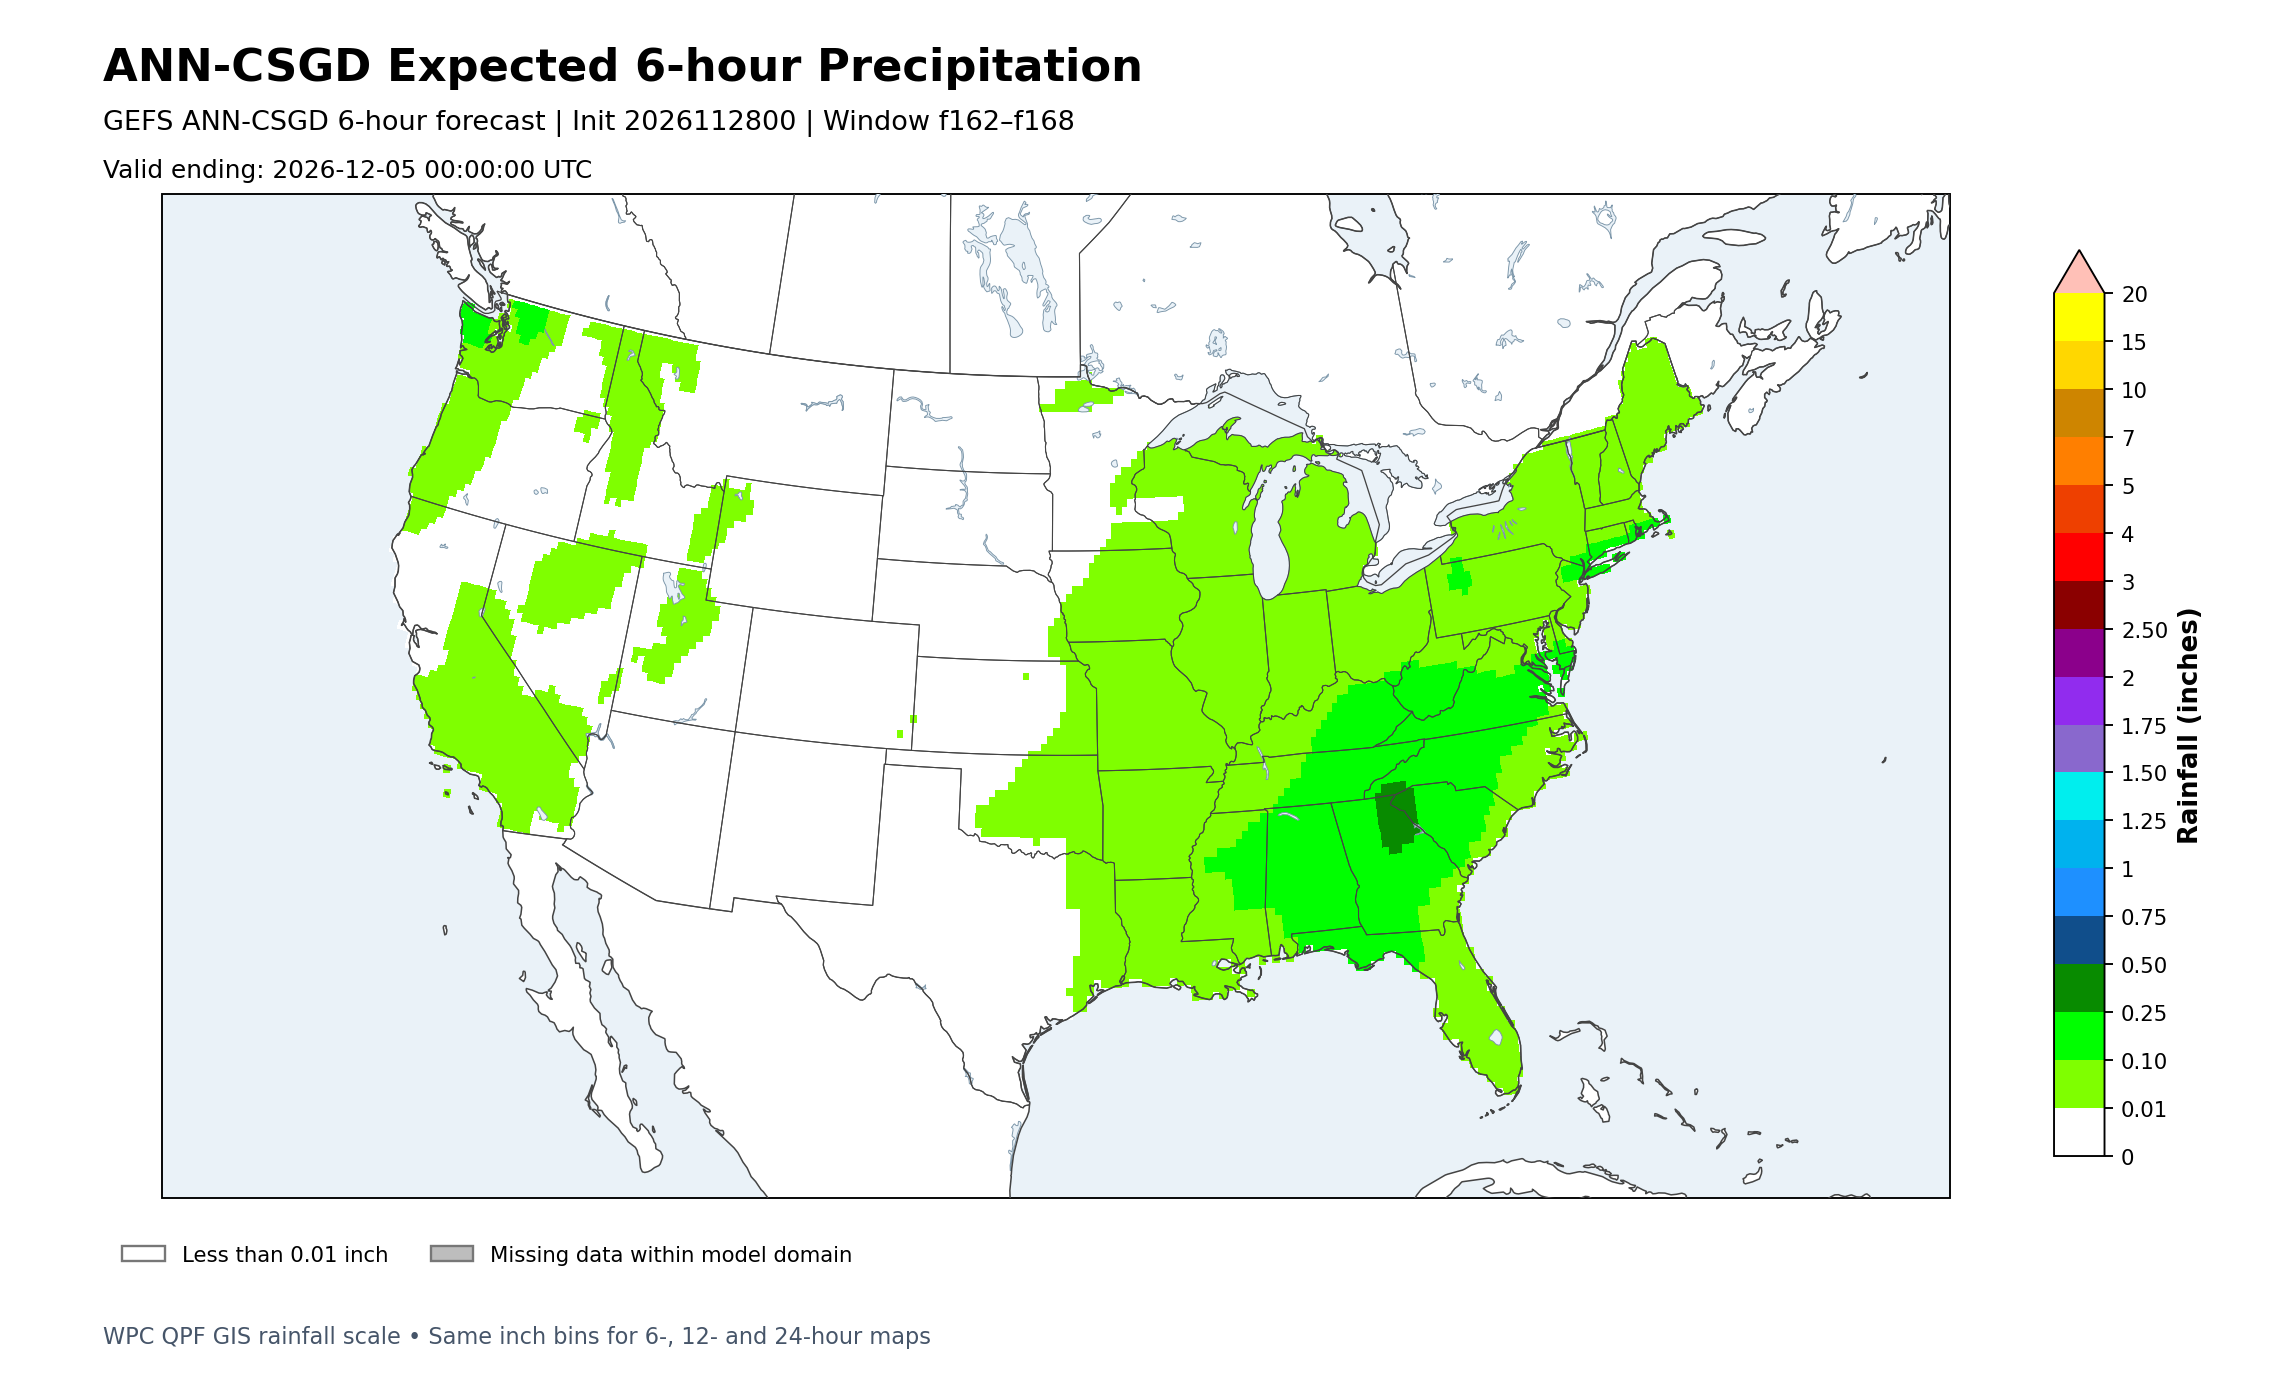 ANN-CSGD Expected 6-hour Precipitation
GEFS ANN-CSGD 6-hour forecast | Init 2026112800 | Window f162–f168
Valid ending: 2026-12-05 00:00:00 UTC
20
15
10
7
5
4
3
2.50
2
1.75
1.50
1.25
1
0.75
0.50
0.25
0.10
0.01
0
Rainfall (inches)
Less than 0.01 inch
Missing data within model domain
WPC QPF GIS rainfall scale • Same inch bins for 6-, 12- and 24-hour maps